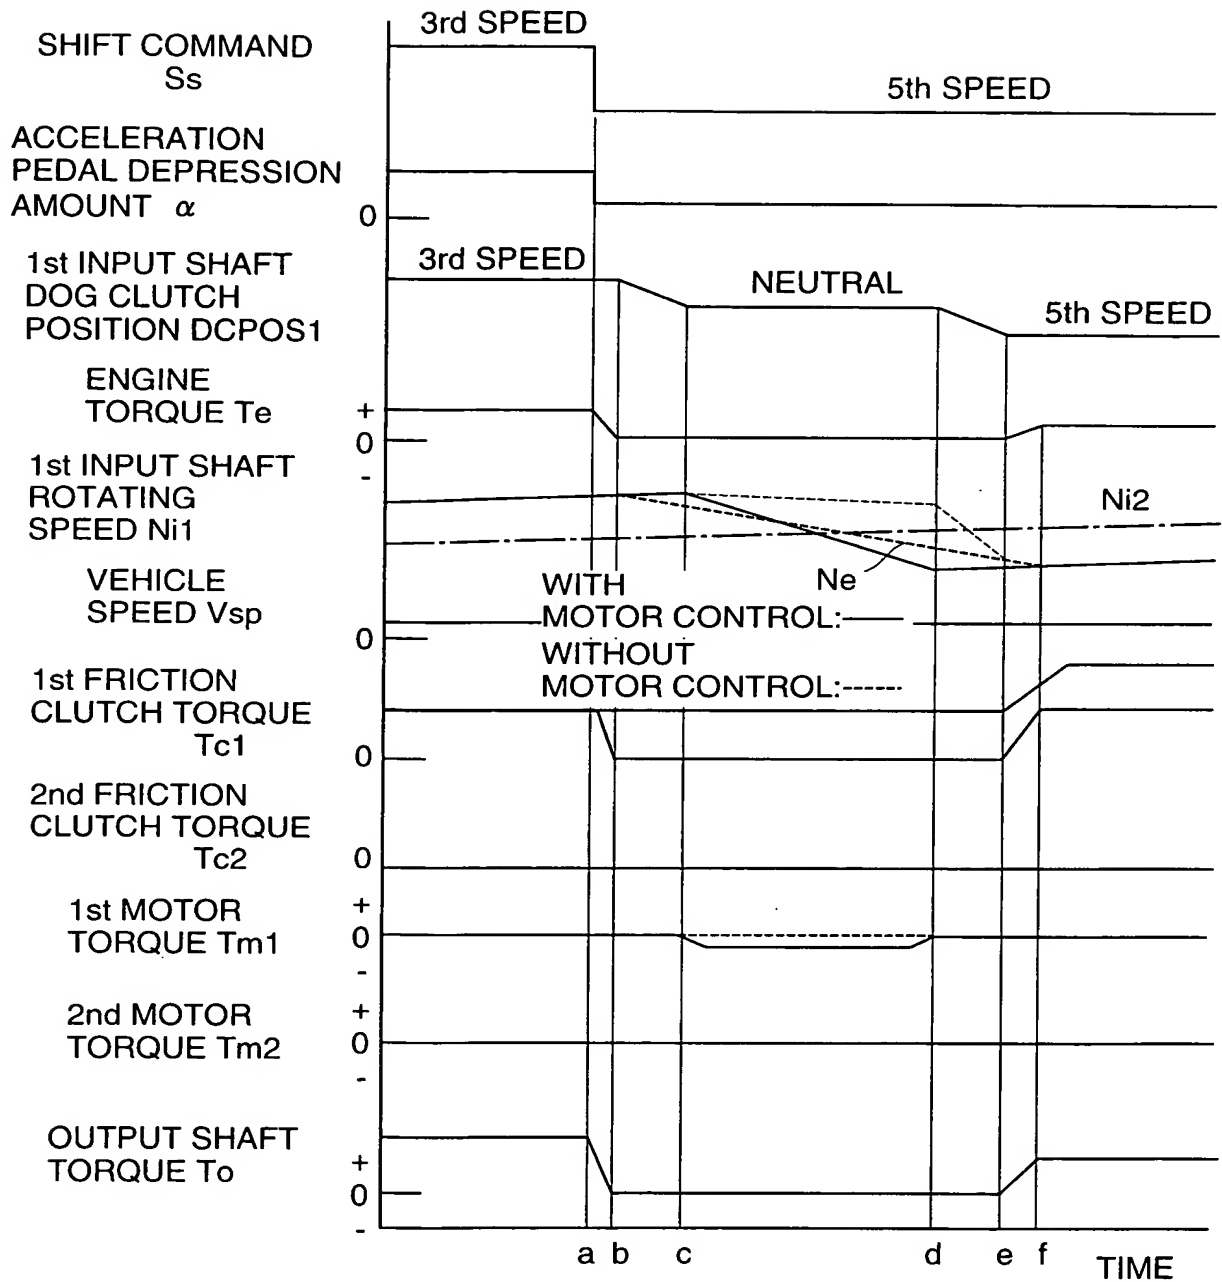 3rd SPEED
SHIFT COMMAND
Ss
5th SPEED
ACCELERATION
PEDAL DEPRESSION
AMOUNT α
0
1st INPUT SHAFT
DOG CLUTCH
POSITION DCPOS1
3rd SPEED
NEUTRAL
5th SPEED
ENGINE
TORQUE Te
+
0
-
1st INPUT SHAFT
ROTATING
SPEED Ni1
Ni2
Ne
VEHICLE
SPEED Vsp
0
WITH
MOTOR CONTROL:
WITHOUT
MOTOR CONTROL:
1st FRICTION
CLUTCH TORQUE
Tc1
0
2nd FRICTION
CLUTCH TORQUE
Tc2
0
1st MOTOR
TORQUE Tm1
+
0
-
2nd MOTOR
TORQUE Tm2
+
0
-
OUTPUT SHAFT
TORQUE To
+
0
-
a b c d e f
TIME